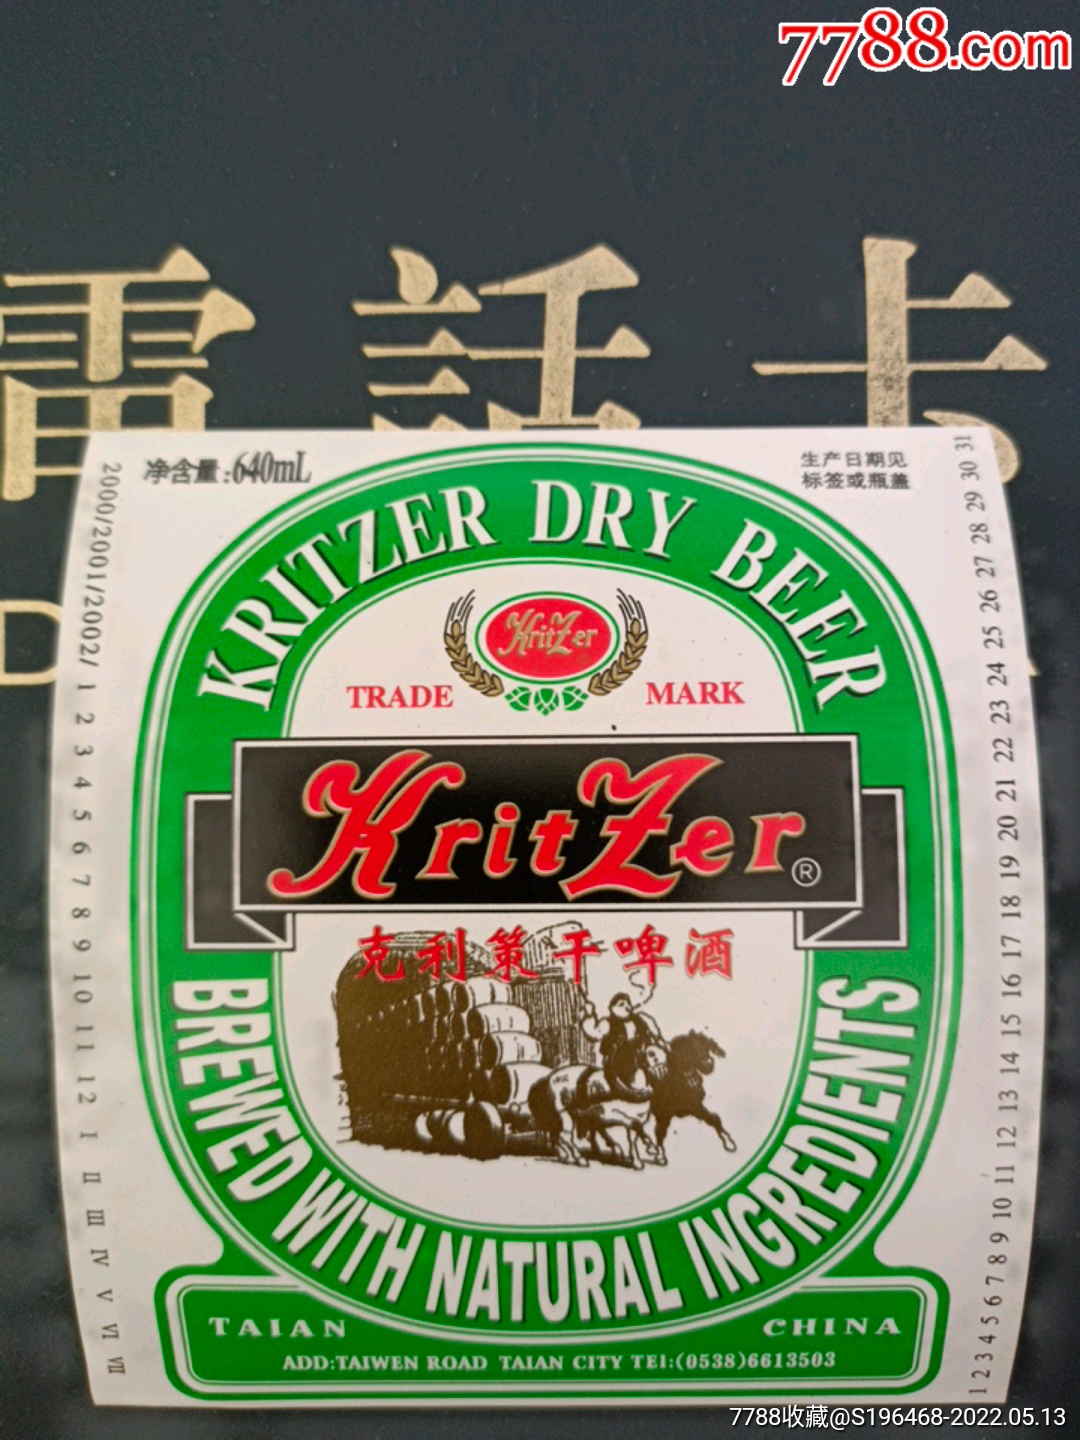 7788.com
電話卡
D
净含量:640mL
生产日期见
标签或瓶盖
KRITZER DRY BEER
KritZer
TRADE MARK
KritZer®
克利策干啤酒
BREWED WITH NATURAL INGREDIENTS
TAIAN CHINA
ADD:TAIWEN ROAD TAIAN CITY TEl:(0538)6613503
2000/2001/2002/ 1 2 3 4 5 6 7 8 9 10 11 12 I II III IV V VI VII
1 2 3 4 5 6 7 8 9 10 11 12 13 14 15 16 17 18 19 20 21 22 23 24 25 26 27 28 29 30 31
7788收藏@S196468-2022.05.13